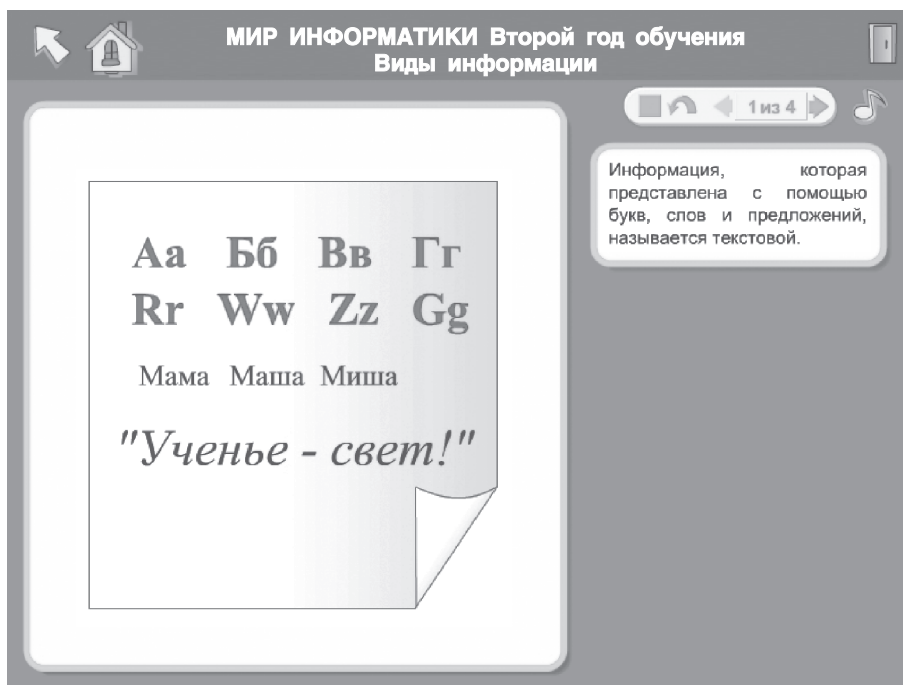 МИР ИНФОРМАТИКИ Второй год обучения
Виды информации
1 из 4
Информация, которая
представлена с помощью
букв, слов и предложений,
называется текстовой.
Аа Бб Вв Гг
Rr Ww Zz Gg
Мама Маша Миша
"Ученье - свет!"